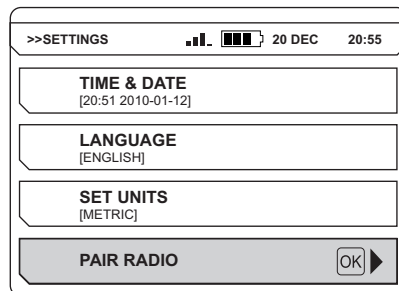 >>SETTINGS 20 DEC 20:55
TIME & DATE
[20:51 2010-01-12]
LANGUAGE
[ENGLISH]
SET UNITS
[METRIC]
PAIR RADIO OK